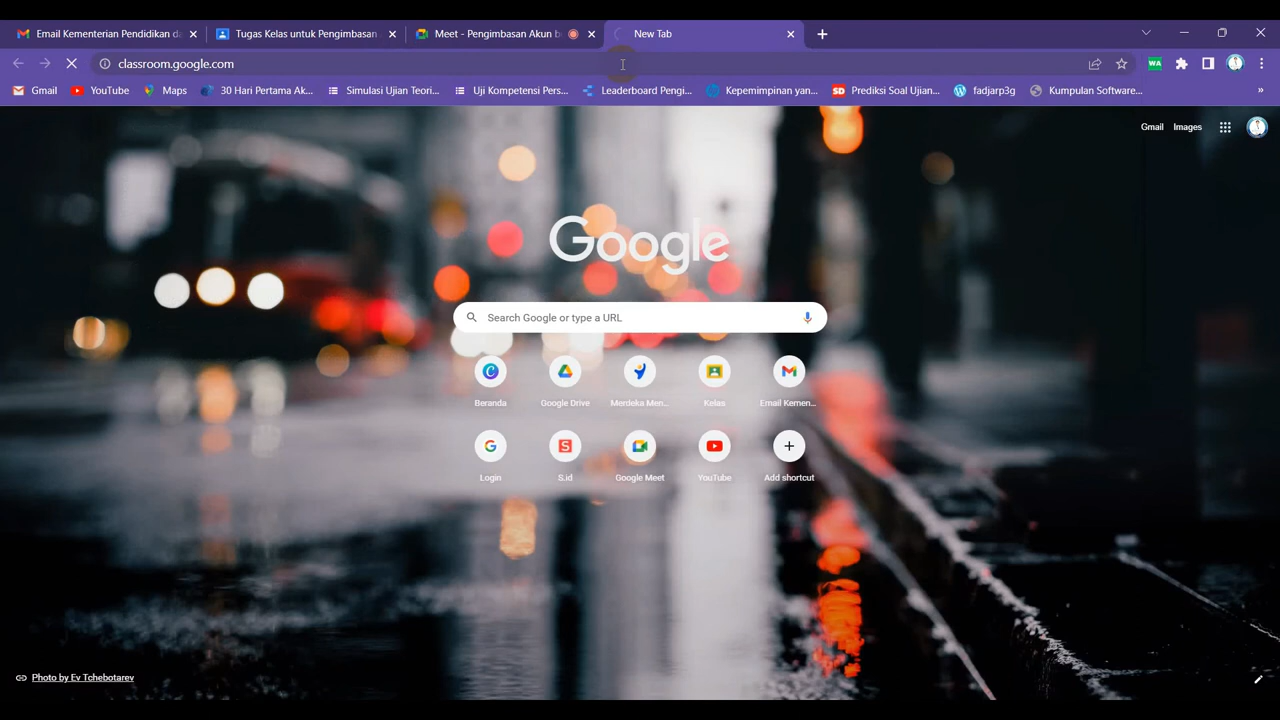 Email Kementerian Pendidikan da
Tugas Kelas untuk Pengimbasan
Meet - Pengimbasan Akun b
New Tab
classroom.google.com
WA
Gmail
YouTube
Maps
30 Hari Pertama Ak...
Simulasi Ujian Teori...
Uji Kompetensi Pers...
Leaderboard Pengi...
Kepemimpinan yan...
SD
Prediksi Soal Ujian...
fadjarp3g
Kumpulan Software...
»
Gmail
Images
Google
Search Google or type a URL
Beranda
Google Drive
Merdeka Men...
Kelas
Email Kemen...
Login
S.id
Google Meet
YouTube
Add shortcut
Photo by Ev Tchebotarev